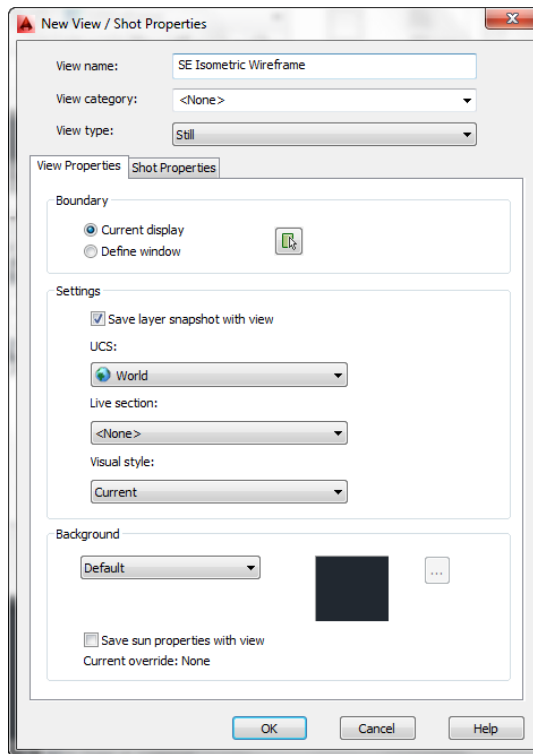 New View / Shot Properties
View name: SE Isometric Wireframe
View category: <None>
View type: Still
View Properties Shot Properties
Boundary
Current display
Define window
Settings
Save layer snapshot with view
UCS:
World
Live section:
<None>
Visual style:
Current
Background
Default ...
Save sun properties with view
Current override: None
OK Cancel Help